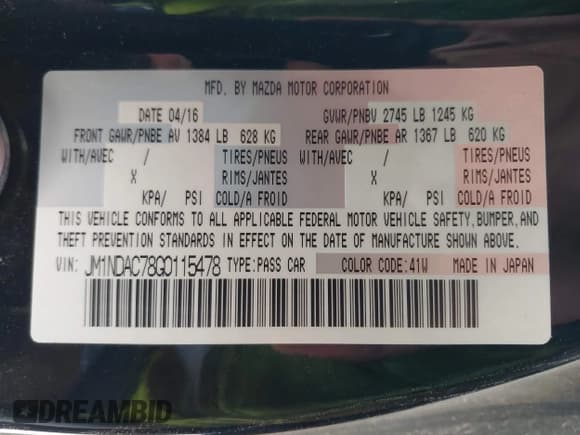 MFD. BY MAZDA MOTOR CORPORATION
DATE 04/16 GVWR/PNBV 2745 LB 1245 KG
FRONT GAWR/PNBE AV 1384 LB 628 KG REAR GAWR/PNBE AR 1367 LB 620 KG
WITH/AVEC / TIRES/PNEUS WITH/AVEC / TIRES/PNEUS
X RIMS/JANTES X RIMS/JANTES
KPA/ PSI COLD/A FROID KPA/ PSI COLD/A FROID
THIS VEHICLE CONFORMS TO ALL APPLICABLE FEDERAL MOTOR VEHICLE SAFETY,BUMPER,AND
THEFT PREVENTION STANDARDS IN EFFECT ON THE DATE OF MANUFACTURE SHOWN ABOVE.
VIN: JM1NDAC78G0115478 TYPE:PASS CAR COLOR CODE:41W MADE IN JAPAN
DREAMBID